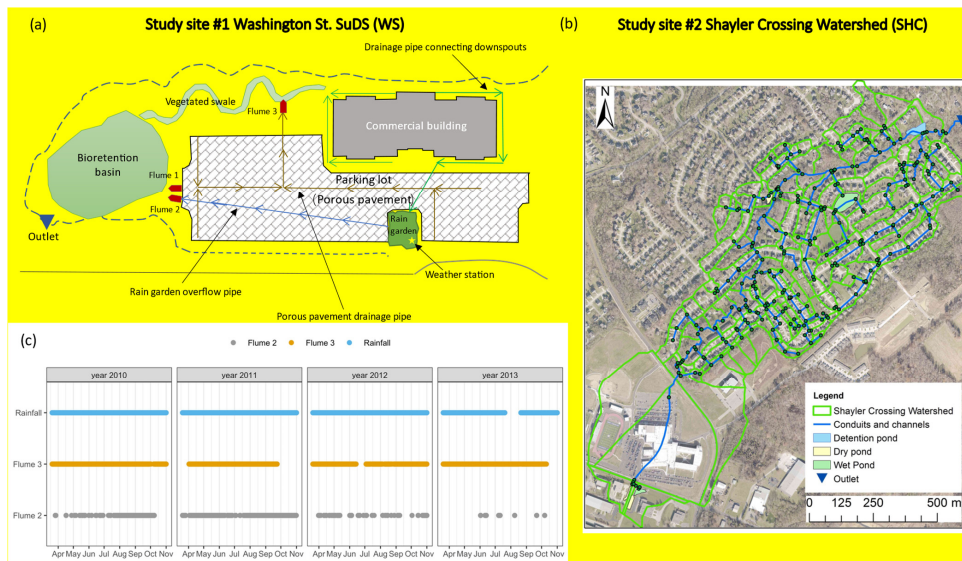 (a)
Study site #1 Washington St. SuDS (WS)
Drainage pipe connecting downspouts
Vegetated swale
Flume 3
Commercial building
Bioretention
basin
Flume 1
Parking lot
(Porous pavement)
Flume 2
Rain
garden
Outlet
Weather station
Rain garden overflow pipe
Porous pavement drainage pipe
(b)
Study site #2 Shayler Crossing Watershed (SHC)
N
Legend
Shayler Crossing Watershed
Conduits and channels
Detention pond
Dry pond
Wet Pond
Outlet
0 125 250 500 m
(c)
Flume 2 Flume 3 Rainfall
year 2010 year 2011 year 2012 year 2013
Rainfall
Flume 3
Flume 2
Apr May Jun Jul Aug Sep Oct Nov Apr May Jun Jul Aug Sep Oct Nov Apr May Jun Jul Aug Sep Oct Nov Apr May Jun Jul Aug Sep Oct Nov